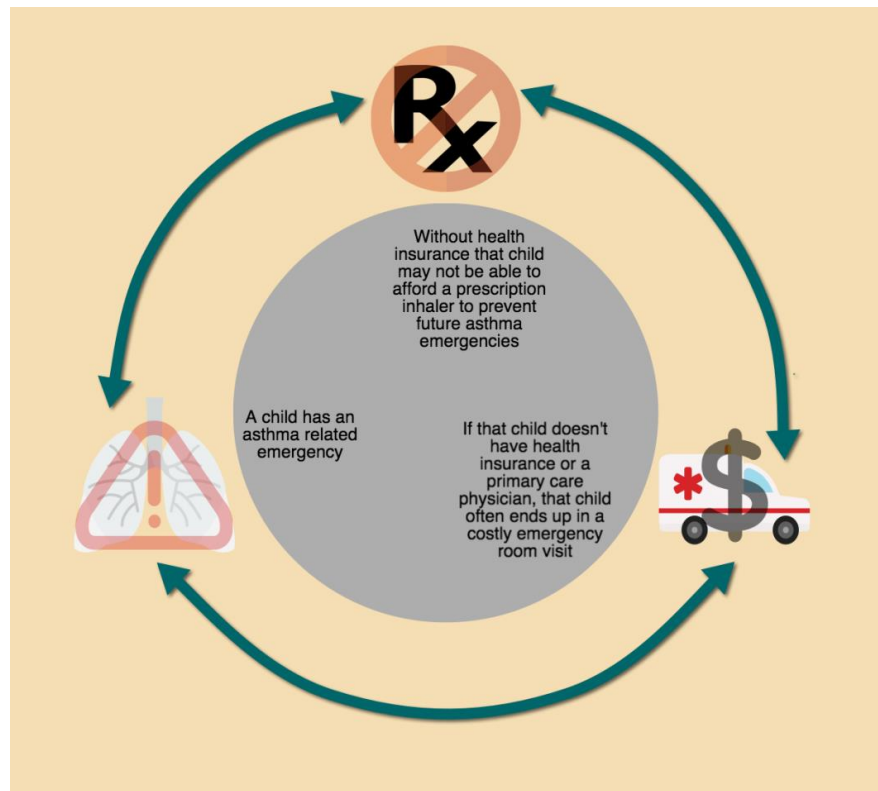 Rx
Without health
insurance that child
may not be able to
afford a prescription
inhaler to prevent
future asthma
emergencies
A child has an
asthma related
emergency
If that child doesn't
have health
insurance or a
primary care
physician, that child
often ends up in a
costly emergency
room visit
$